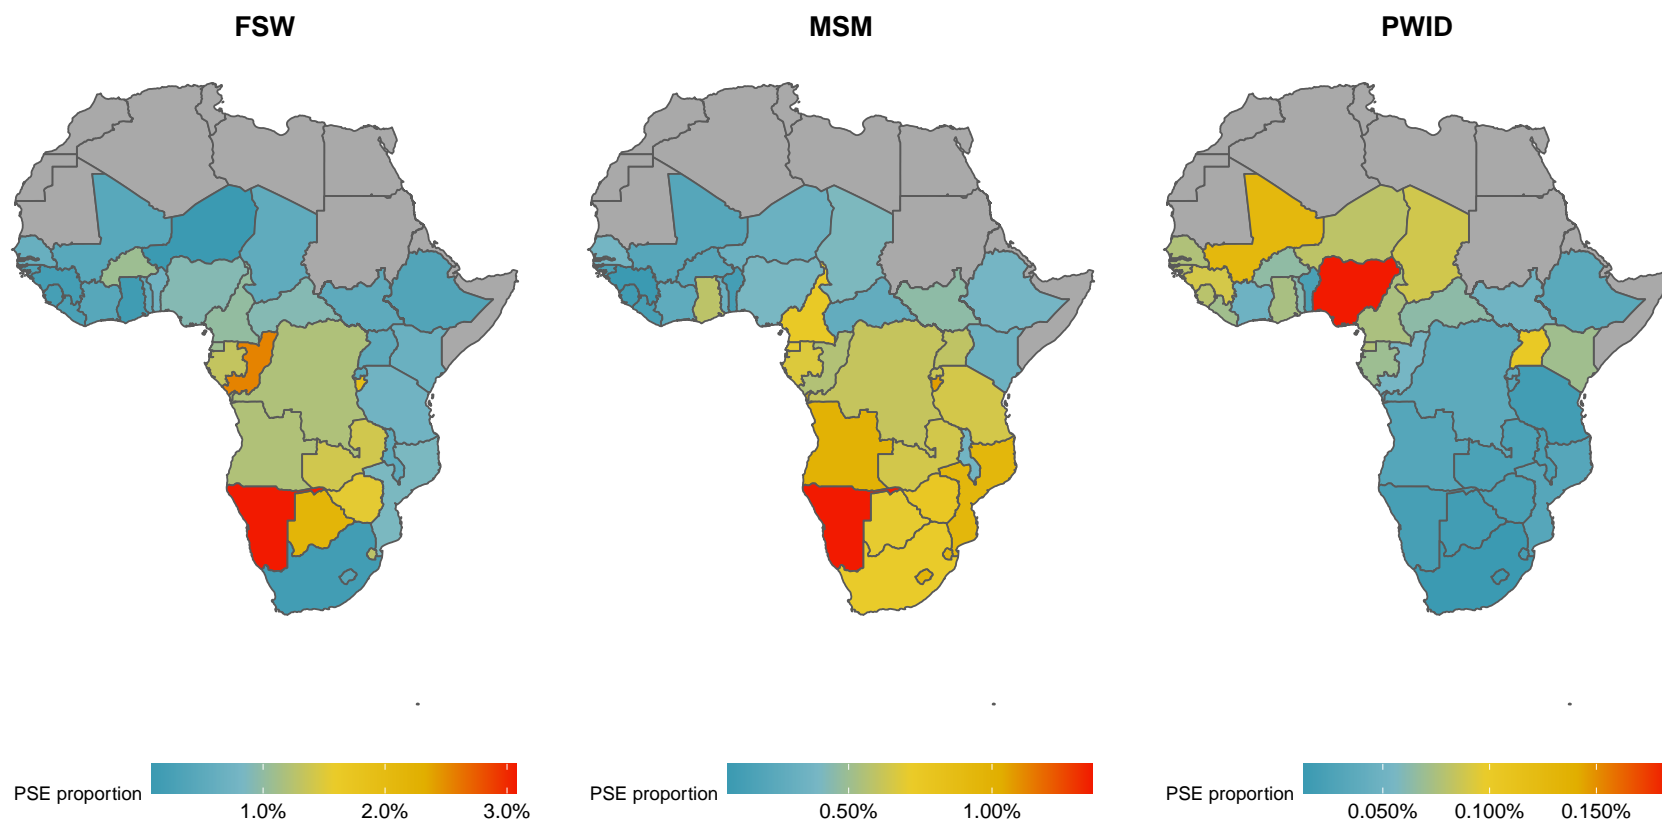 FSW
MSM
PWID
PSE proportion
1.0%
2.0%
3.0%
PSE proportion
0.50%
1.00%
PSE proportion
0.050%
0.100%
0.150%